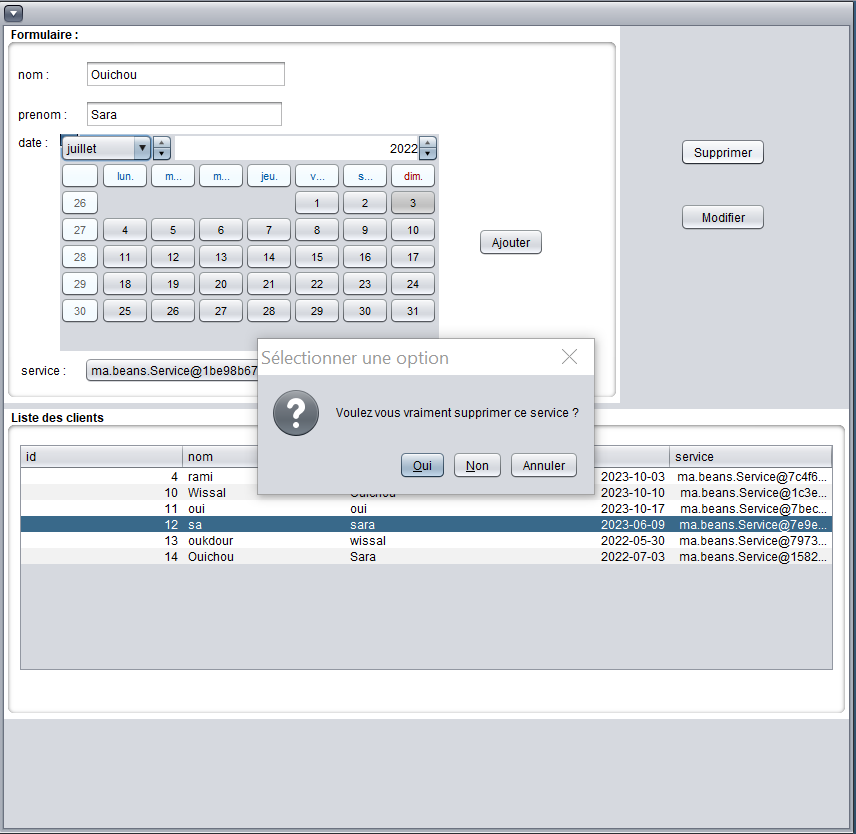 Formulaire :
nom : Ouichou
prenom : Sara
date : juillet 2022
lun. m... m... jeu. v... s... dim.
26 1 2 3
27 4 5 6 7 8 9 10
28 11 12 13 14 15 16 17
29 18 19 20 21 22 23 24
30 25 26 27 28 29 30 31
Supprimer
Modifier
Ajouter
service : ma.beans.Service@1be98b67
Sélectionner une option
Voulez vous vraiment supprimer ce service ?
Oui Non Annuler
Liste des clients
id nom service
4 rami 2023-10-03 ma.beans.Service@7c4f6...
10 Wissal Ouichou 2023-10-10 ma.beans.Service@1c3e...
11 oui oui 2023-10-17 ma.beans.Service@7bec...
12 sa sara 2023-06-09 ma.beans.Service@7e9e...
13 oukdour wissal 2022-05-30 ma.beans.Service@7973...
14 Ouichou Sara 2022-07-03 ma.beans.Service@1582...